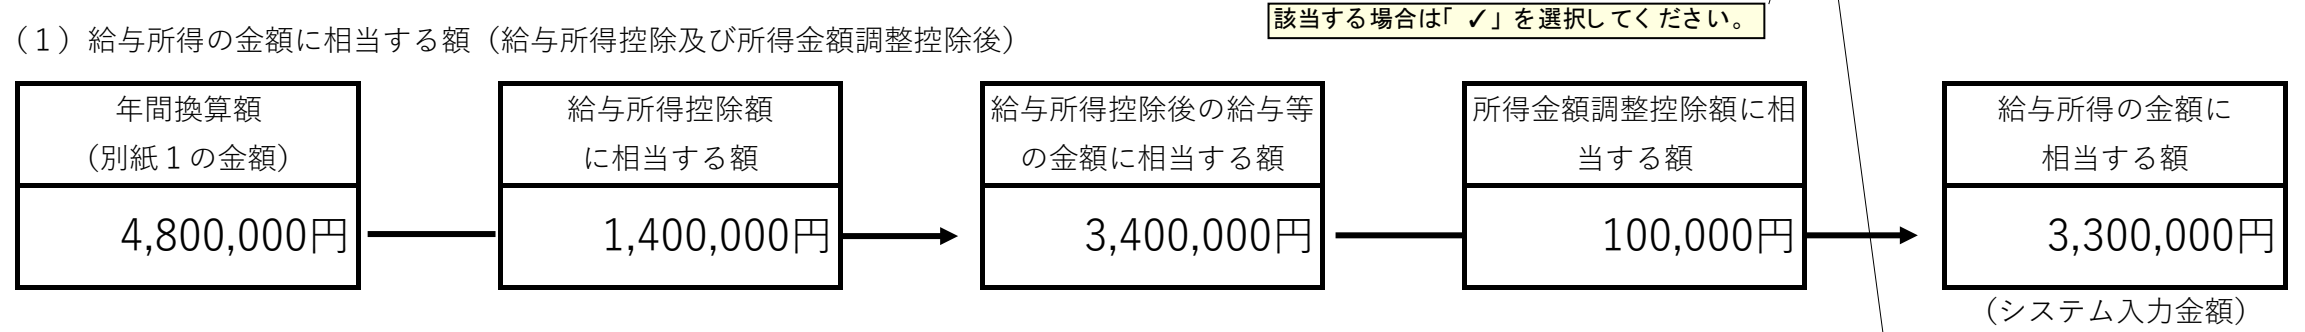 該当する場合は「 ✓」を選択してください。
（１）給与所得の金額に相当する額（給与所得控除及び所得金額調整控除後）
年間換算額
（別紙１の金額）
4,800,000円
給与所得控除額
に相当する額
1,400,000円
給与所得控除後の給与等
の金額に相当する額
3,400,000円
所得金額調整控除額に相
当する額
100,000円
給与所得の金額に
相当する額
3,300,000円
（システム入力金額）